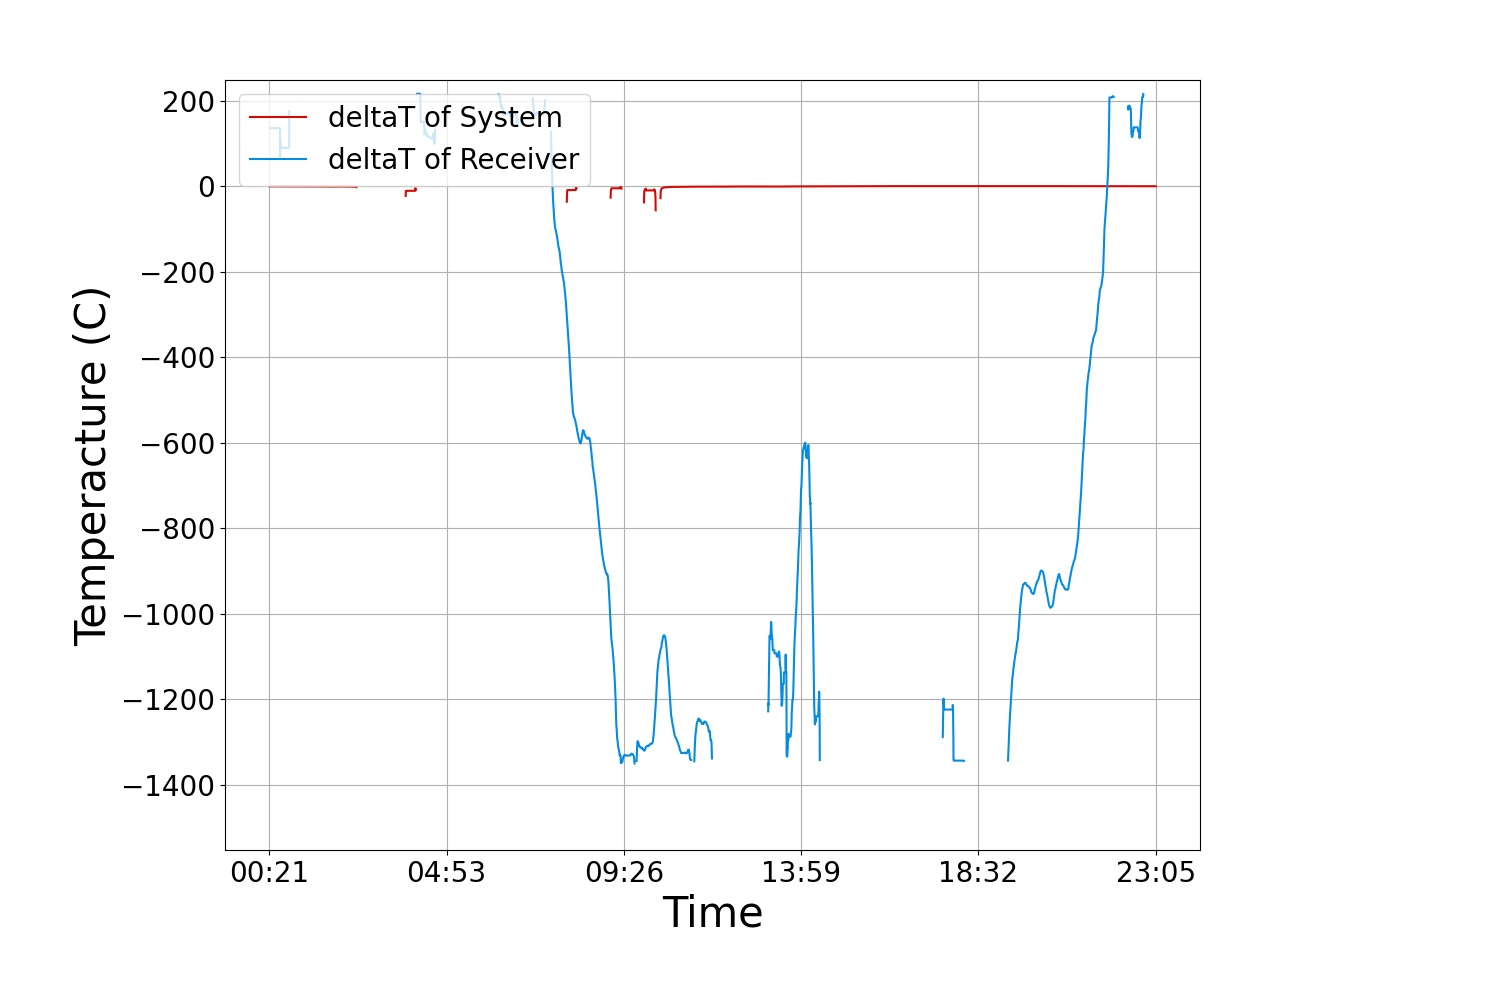 deltaT of System
deltaT of Receiver
200
0
−200
−400
−600
−800
−1000
−1200
−1400
Temperacture (C)
00:21 04:53 09:26 13:59 18:32 23:05
Time